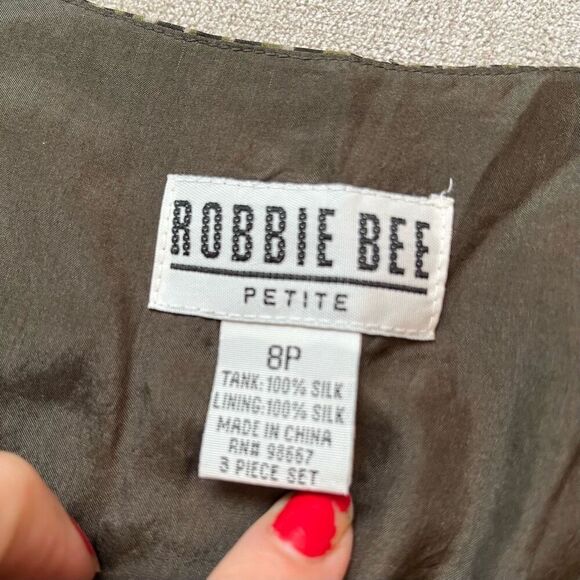 ROBBIE BEE
PETITE
8P
TANK: 100% SILK
LINING: 100% SILK
MADE IN CHINA
RN# 98667
3 PIECE SET